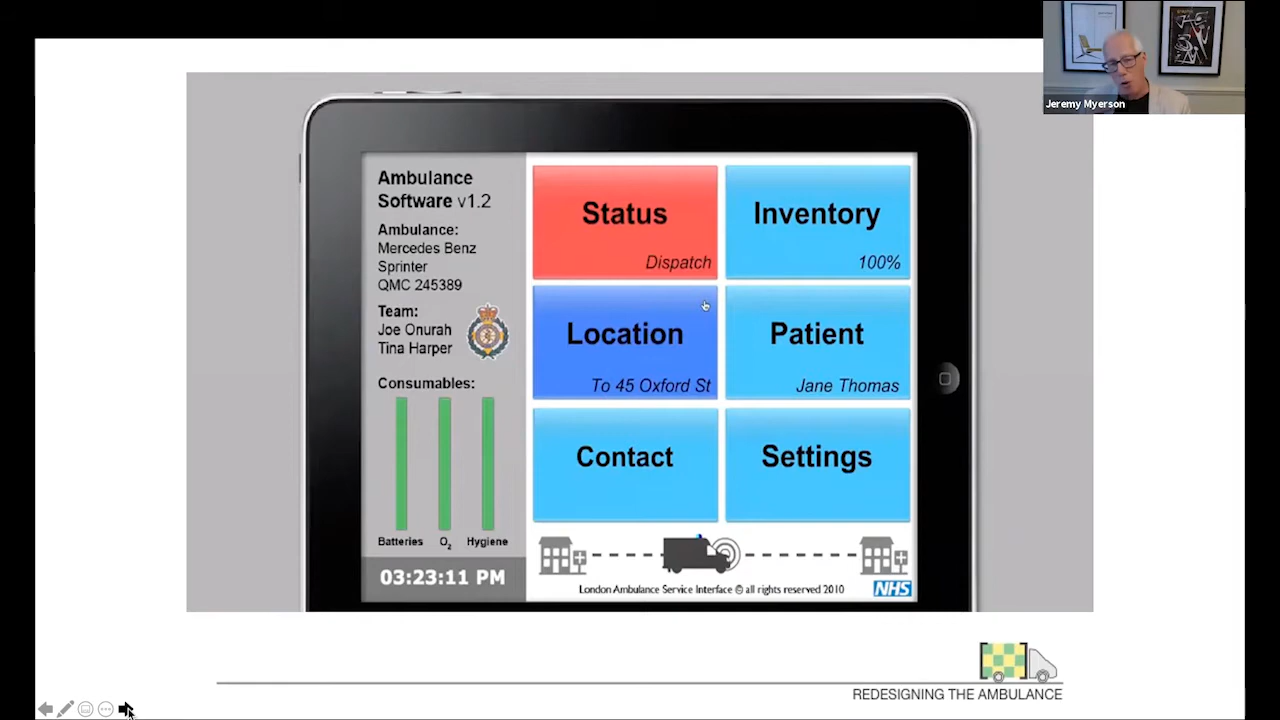 Jeremy Myerson
Ambulance
Software v1.2
Ambulance:
Mercedes Benz
Sprinter
QMC 245389
Team:
Joe Onurah
Tina Harper
Consumables:
Batteries O2 Hygiene
03:23:11 PM
Status
Dispatch
Inventory
100%
Location
To 45 Oxford St
Patient
Jane Thomas
Contact
Settings
London Ambulance Service Interface © all rights reserved 2010
NHS
REDESIGNING THE AMBULANCE